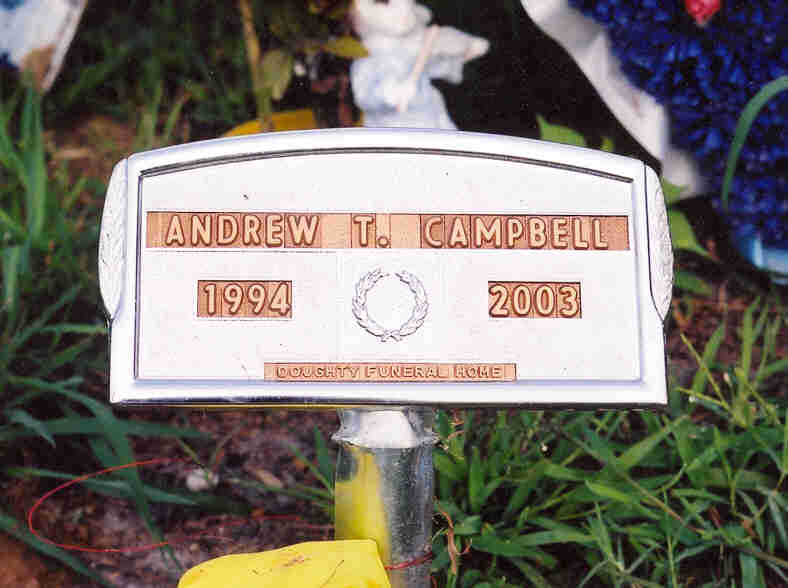 ANDREW T. CAMPBELL
1994 2003
DOUGHTY FUNERAL HOME